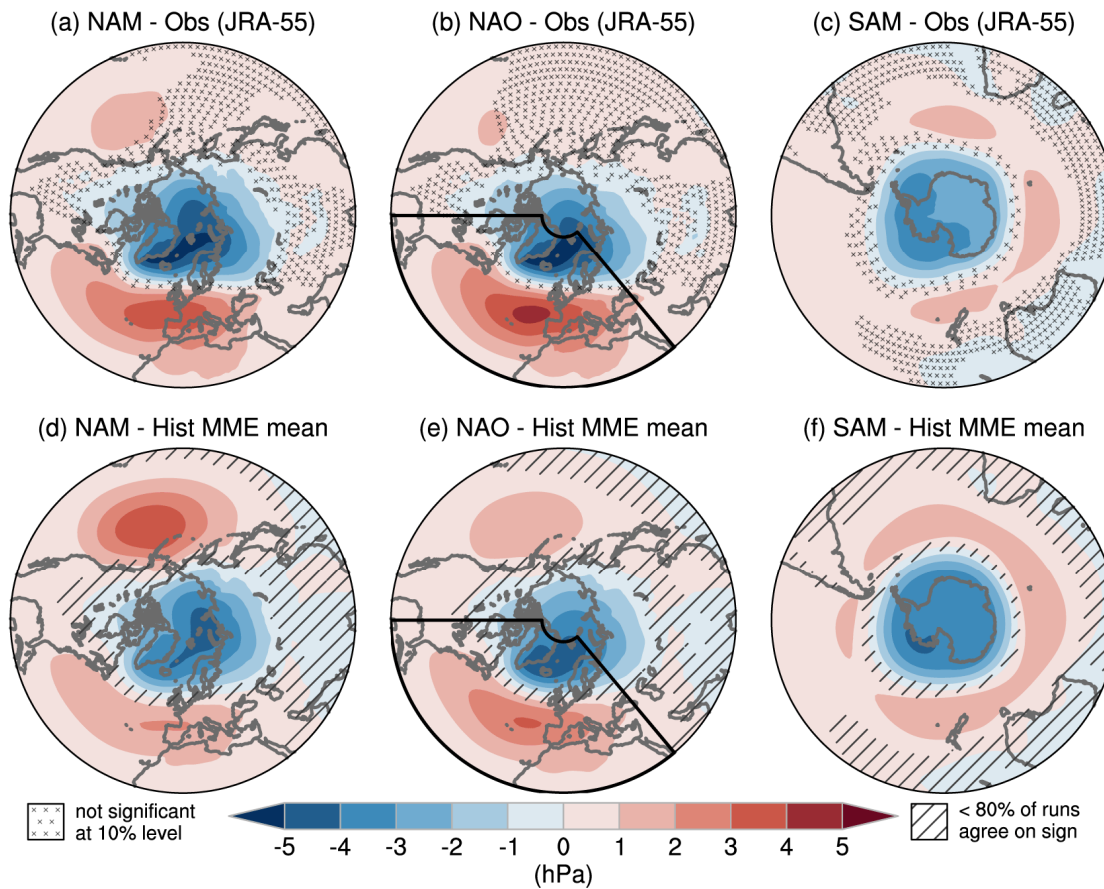 (a) NAM - Obs (JRA-55)
(b) NAO - Obs (JRA-55)
(c) SAM - Obs (JRA-55)
(d) NAM - Hist MME mean
(e) NAO - Hist MME mean
(f) SAM - Hist MME mean
not significant
at 10% level
-5 -4 -3 -2 -1 0 1 2 3 4 5
(hPa)
< 80% of runs
agree on sign